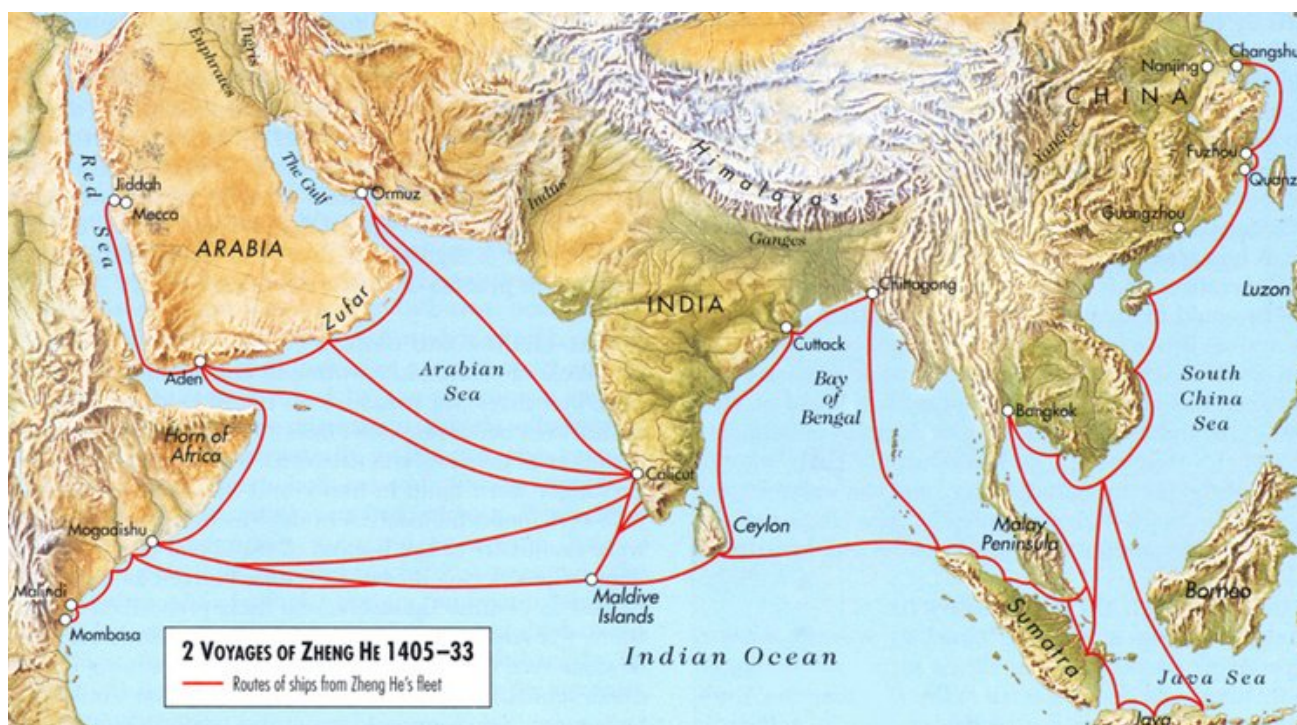 Euphrates
Tigris
Changshu
Nanjing
CHINA
Yangtze
Himalayas
Fuzhou
Quanz
The Gulf
Ormuz
Indus
Red Sea
Jiddah
Mecca
Guangzhou
ARABIA
Ganges
Zufar
INDIA
Chittagong
Luzon
Cuttack
Aden
Arabian
Sea
Bay
of
Bengal
South
China
Sea
Bangkok
Horn of
Africa
Calicut
Mogadishu
Ceylon
Malay
Peninsula
Malindi
Maldive
Islands
Borneo
Mombasa
Sumatra
2 VOYAGES OF ZHENG HE 1405–33
Routes of ships from Zheng He's fleet
Indian Ocean
Java Sea
Java